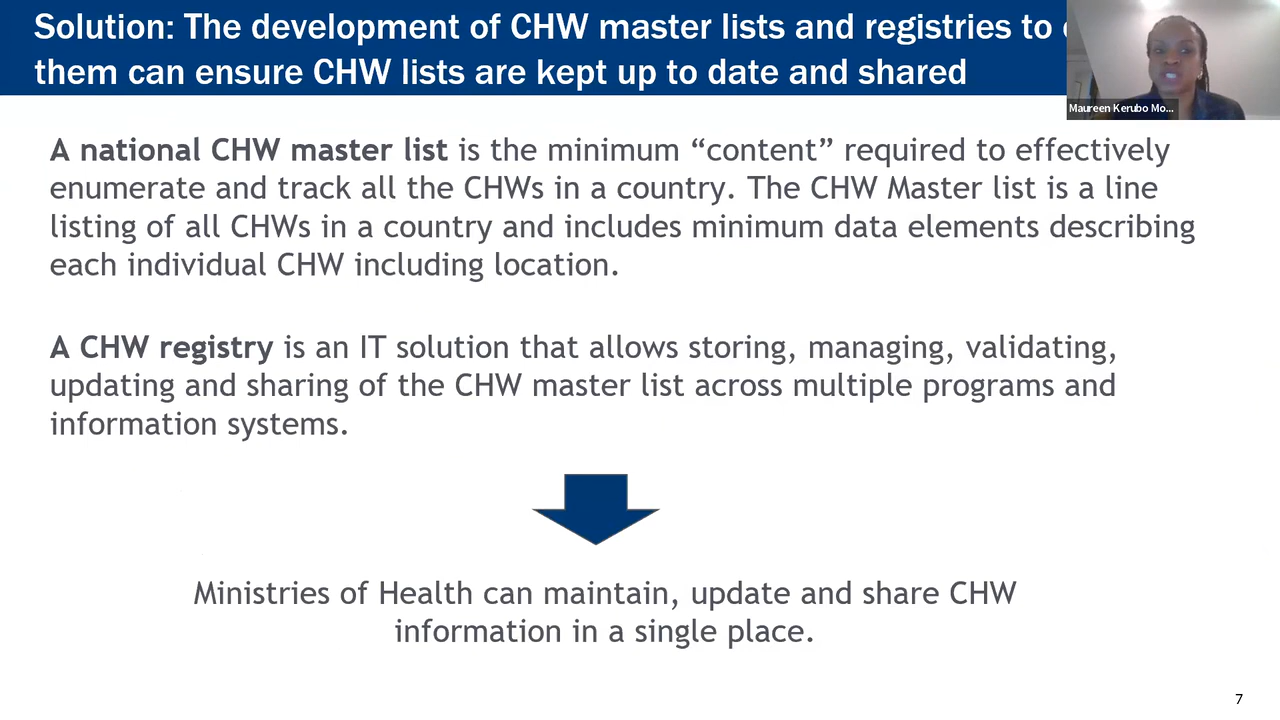 Solution: The development of CHW master lists and registries to
them can ensure CHW lists are kept up to date and shared
Maureen Kerubo Mo...
A national CHW master list is the minimum “content” required to effectively
enumerate and track all the CHWs in a country. The CHW Master list is a line
listing of all CHWs in a country and includes minimum data elements describing
each individual CHW including location.
A CHW registry is an IT solution that allows storing, managing, validating,
updating and sharing of the CHW master list across multiple programs and
information systems.
Ministries of Health can maintain, update and share CHW
information in a single place.
7